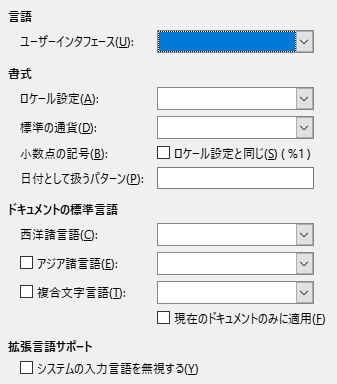 言語
ユーザーインタフェース(U):
書式
ロケール設定(A):
標準の通貨(D):
小数点の記号(B): ロケール設定と同じ(S) ( %1 )
日付として扱うパターン(P):
ドキュメントの標準言語
西洋諸言語(C):
アジア諸言語(E):
複合文字言語(T):
現在のドキュメントのみに適用(F)
拡張言語サポート
システムの入力言語を無視する(Y)